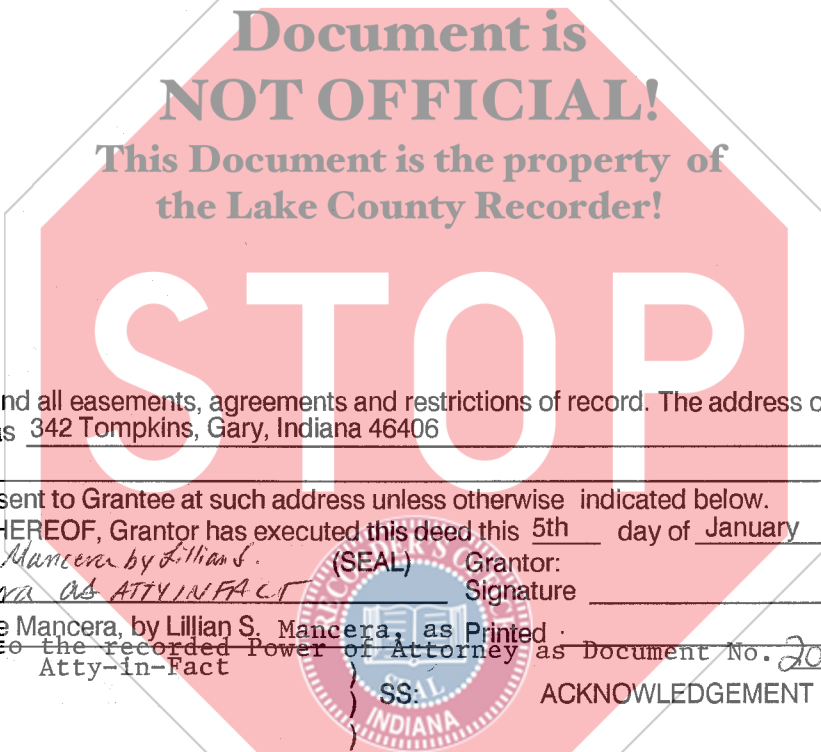 Document is
NOT OFFICIAL!
This Document is the property of
the Lake County Recorder!
STOP
nd all easements, agreements and restrictions of record. The address o
s 342 Tompkins, Gary, Indiana 46406
sent to Grantee at such address unless otherwise indicated below.
HEREOF, Grantor has executed this deed this 5th day of January
Mancera by Lillian S. (SEAL) Grantor:
ra as ATTY IN FACT Signature
e Mancera, by Lillian S. Mancera, as Printed
o the recorded Power of Attorney as Document No. 20
Atty-in-Fact
) SS: ACKNOWLEDGEMENT
)
)
SEAL
INDIANA